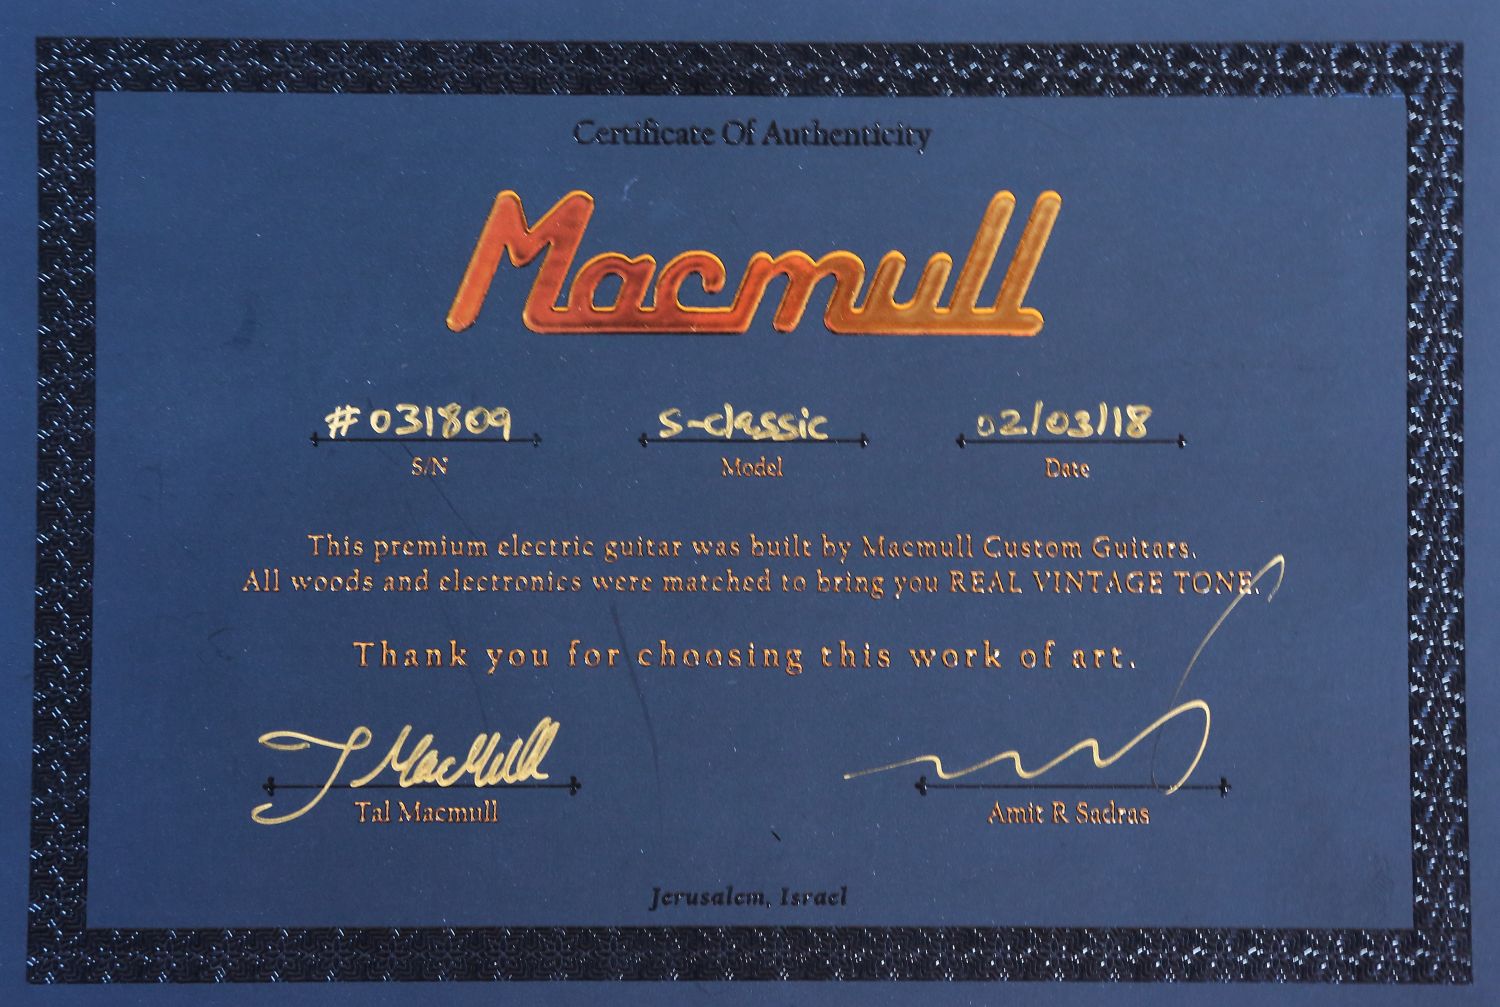 Certificate Of Authenticity
Macmull
#031809 S-classic 02/03/18
S/N Model Date
This premium electric guitar was built by Macmull Custom Guitars.
All woods and electronics were matched to bring you REAL VINTAGE TONE.
Thank you for choosing this work of art.
T MacMull
Tal Macmull Amit R Sadras
Jerusalem, Israel